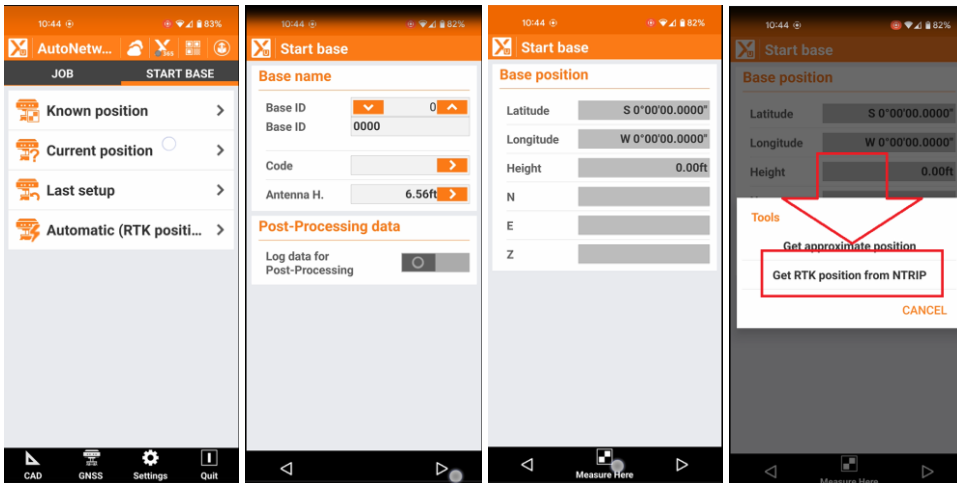 10:44 83%
AutoNetw...
JOB START BASE
Known position
Current position
Last setup
Automatic (RTK positi...
CAD GNSS Settings Quit
10:44 82%
Start base
Base name
Base ID 0
Base ID 0000
Code
Antenna H. 6.56ft
Post-Processing data
Log data for
Post-Processing
10:44 82%
Start base
Base position
Latitude S 0°00'00.0000"
Longitude W 0°00'00.0000"
Height 0.00ft
N
E
Z
Measure Here
10:44 82%
Start base
Base position
Latitude S 0°00'00.0000"
Longitude W 0°00'00.0000"
Height 0.00ft
Tools
Get approximate position
Get RTK position from NTRIP
CANCEL
Measure Here